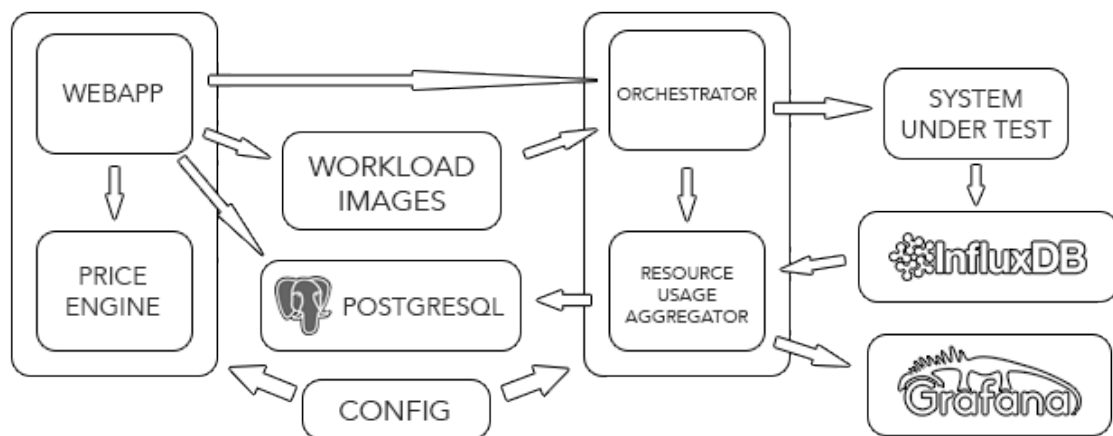 WEBAPP
PRICE
ENGINE
WORKLOAD
IMAGES
POSTGRESQL
CONFIG
ORCHESTRATOR
RESOURCE
USAGE
AGGREGATOR
SYSTEM
UNDER TEST
InfluxDB
Grafana